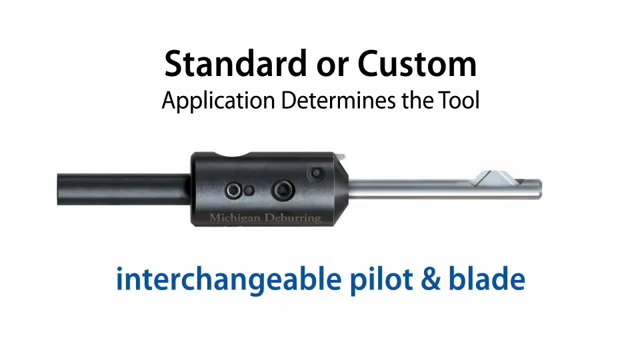 Standard or Custom
Application Determines the Tool
Michigan Deburring
interchangeable pilot & blade